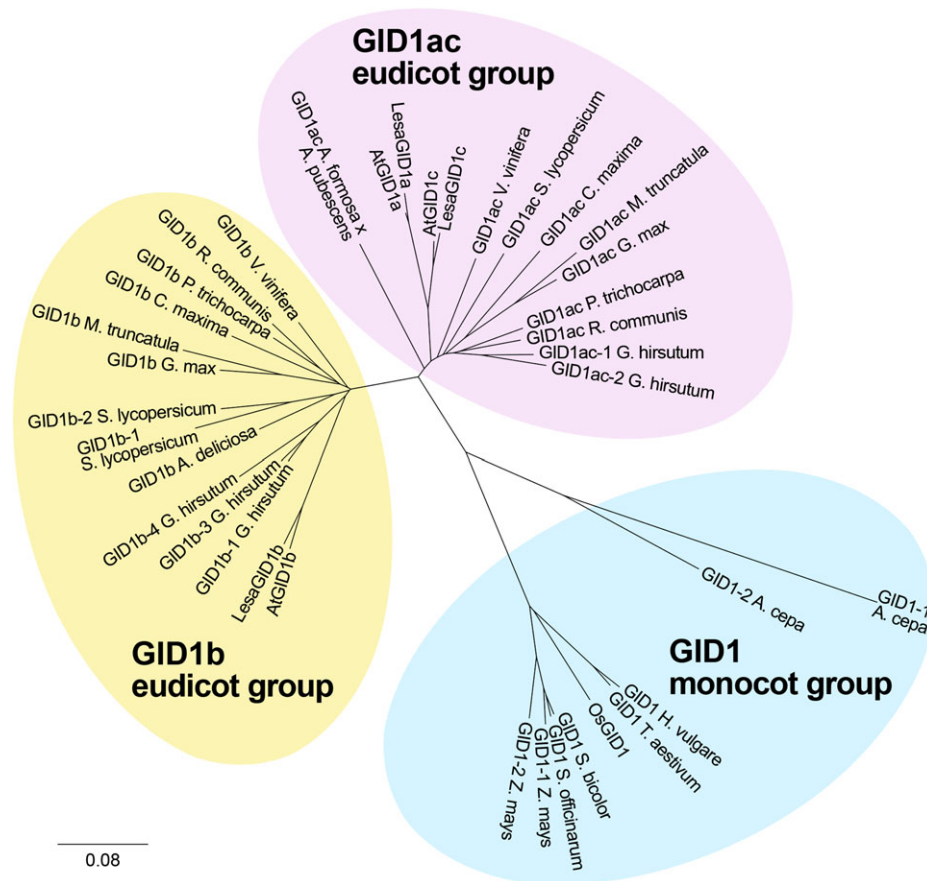 GID1ac
eudicot group
GID1ac A. formosa x
A. pubescens
LesaGID1a
AtGID1a
AtGID1c
LesaGID1c
GID1ac V. vinifera
GID1ac S. lycopersicum
GID1ac C. maxima
GID1ac M. truncatula
GID1ac G. max
GID1ac P. trichocarpa
GID1ac R. communis
GID1ac-1 G. hirsutum
GID1ac-2 G. hirsutum
GID1b V. vinifera
GID1b R. communis
GID1b P. trichocarpa
GID1b C. maxima
GID1b M. truncatula
GID1b G. max
GID1b-2 S. lycopersicum
GID1b-1
S. lycopersicum
GID1b A. deliciosa
GID1b-4 G. hirsutum
GID1b-3 G. hirsutum
GID1b-1 G. hirsutum
LesaGID1b
AtGID1b
GID1b
eudicot group
GID1-2 A. cepa
GID1-1
A. cepa
GID1
monocot group
GID1 H. vulgare
GID1 T. aestivum
OsGID1
GID1 S. bicolor
GID1 S. officinarum
GID1-1 Z. mays
GID1-2 Z. mays
0.08